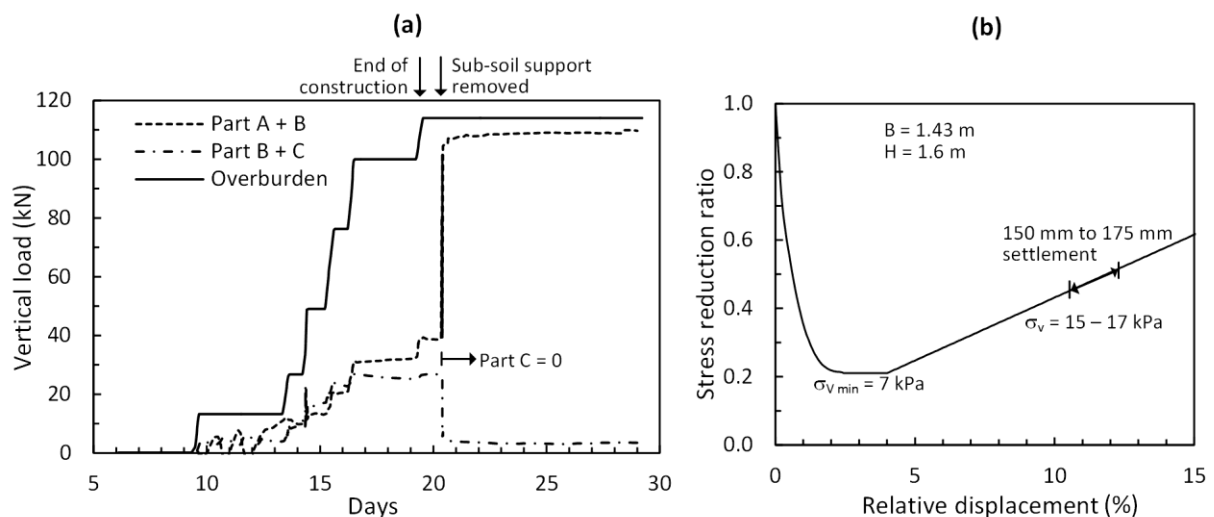 (a)
End of
construction
Sub-soil support
removed
120
100
80
60
40
20
0
Vertical load (kN)
Part A + B
Part B + C
Overburden
Part C = 0
5
10
15
20
25
30
Days
(b)
1.0
0.8
0.6
0.4
0.2
0.0
Stress reduction ratio
B = 1.43 m
H = 1.6 m
150 mm to 175 mm
settlement
σv = 15 – 17 kPa
σV min = 7 kPa
0
5
10
15
Relative displacement (%)